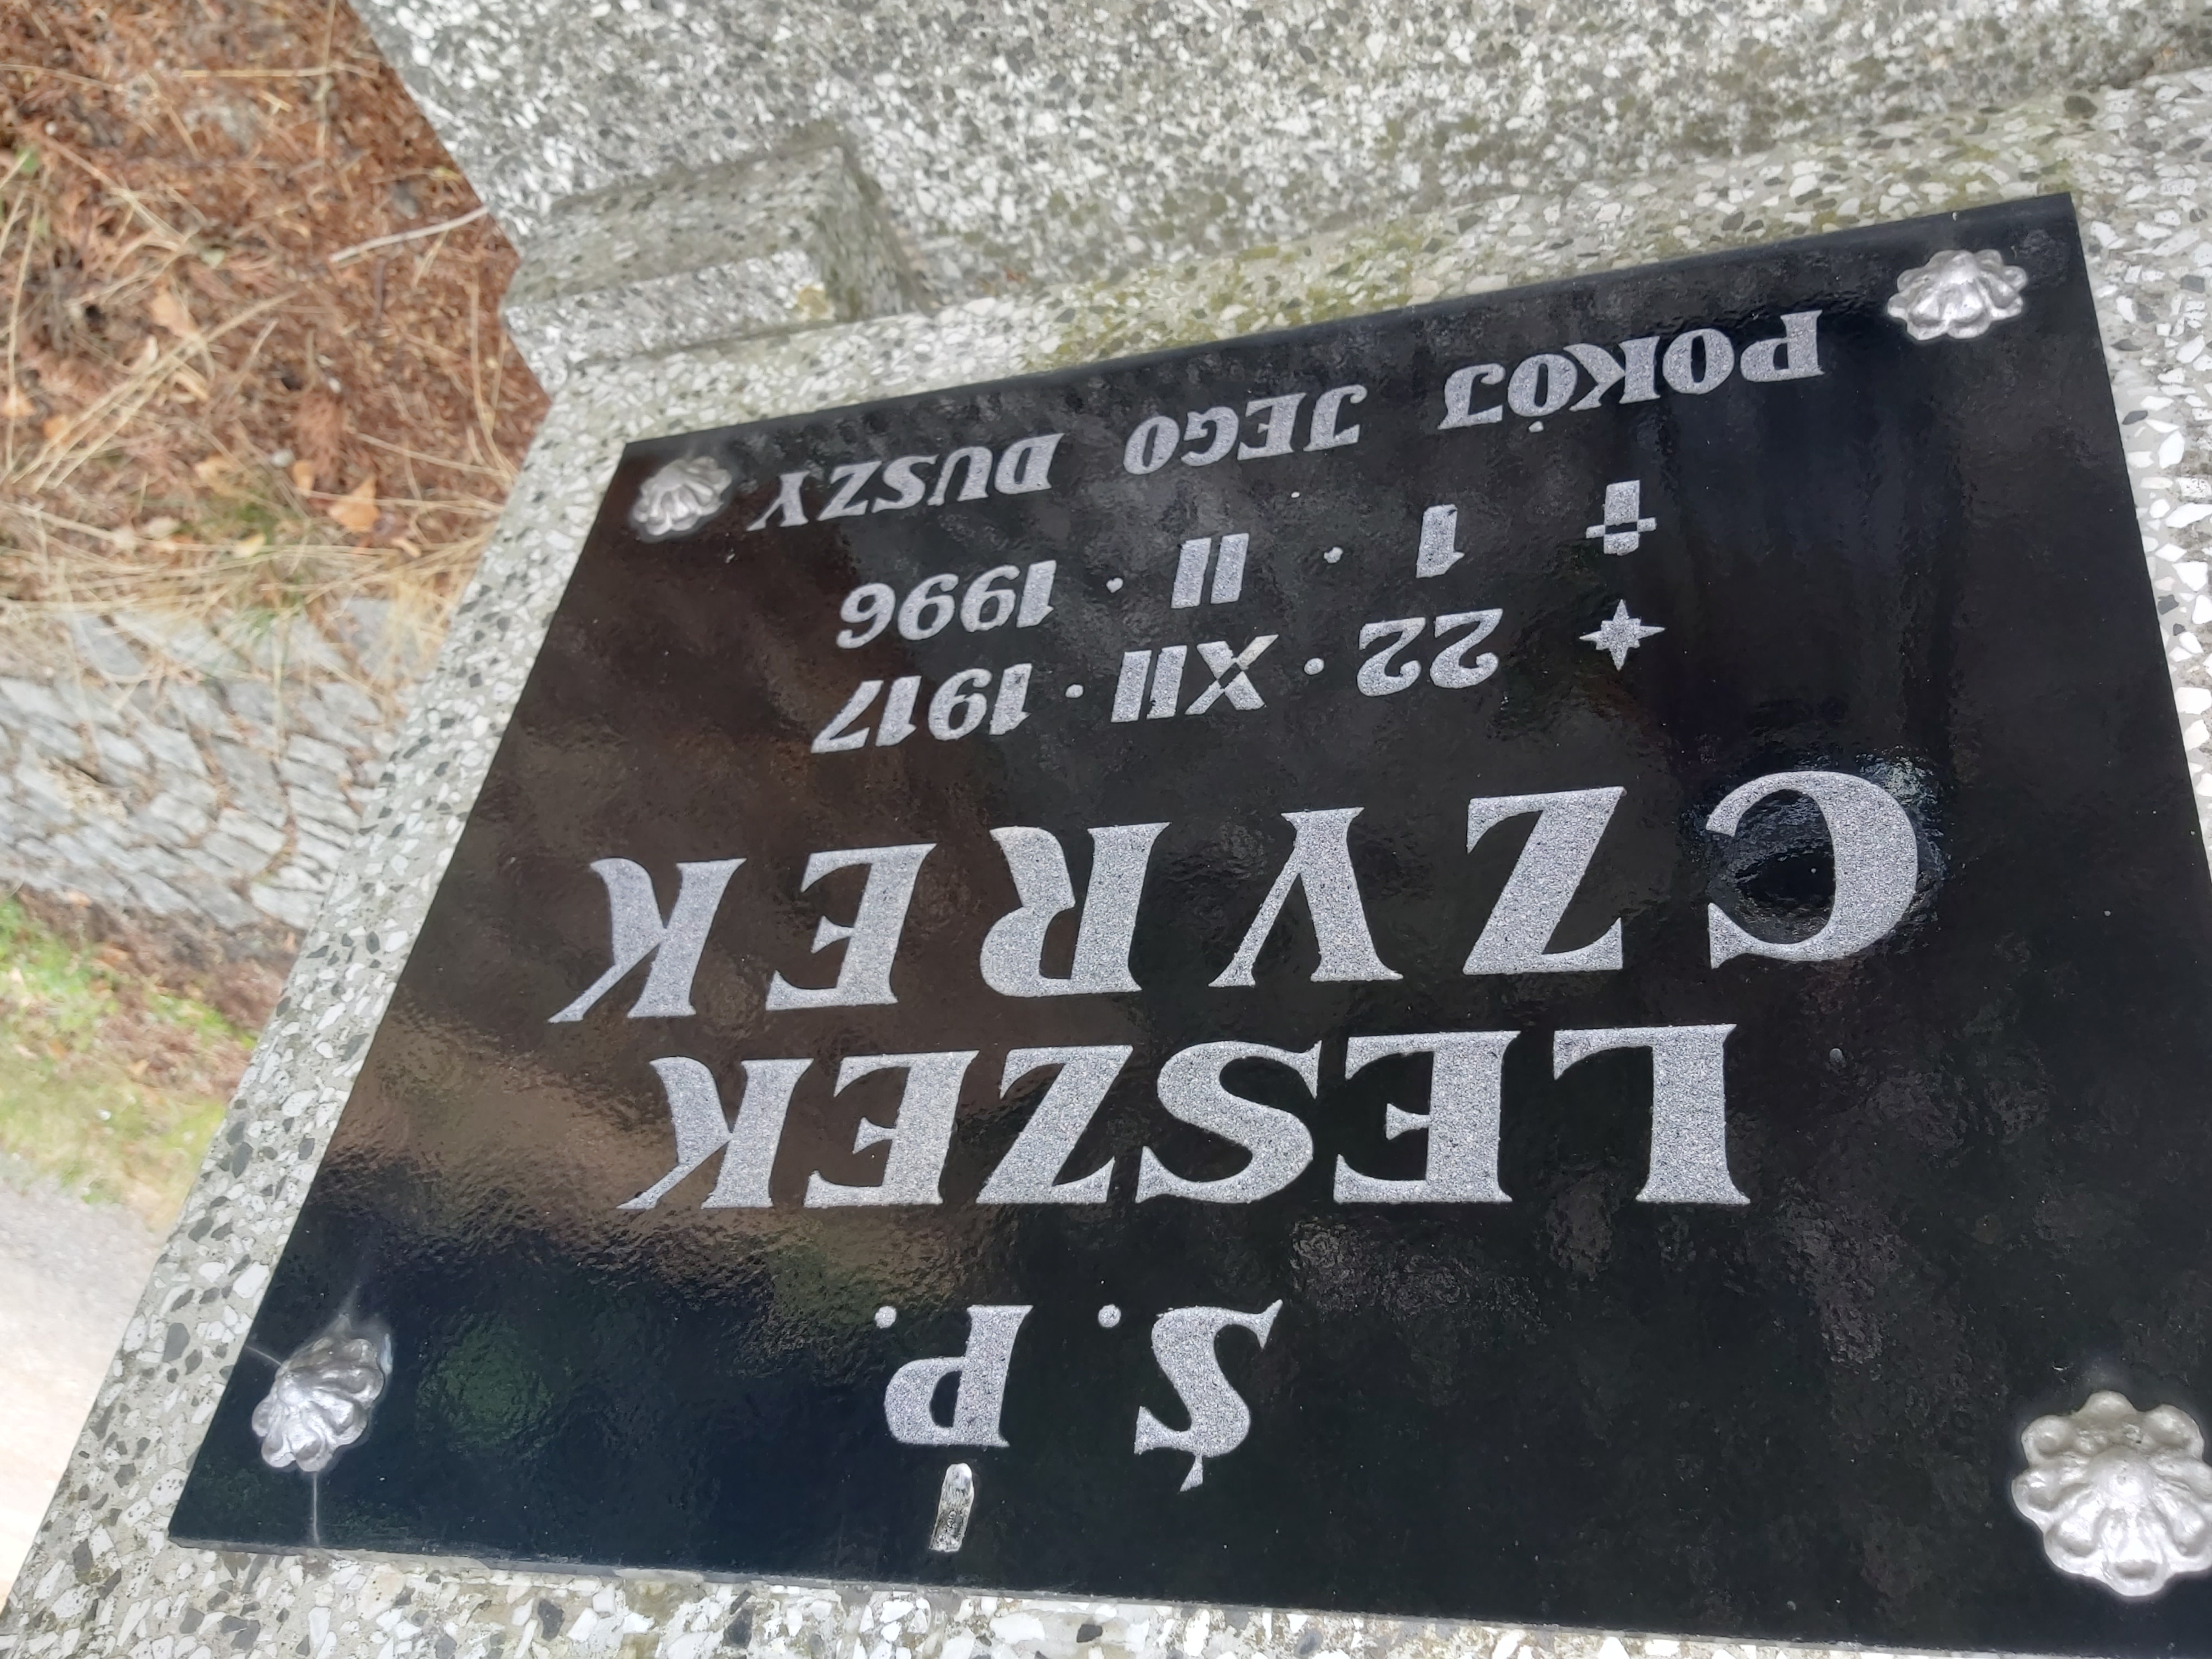 Ś. P.
LESZEK
CZYREK
22 · XII · 1917
1 · II · 1996
POKÓJ JEGO DUSZY